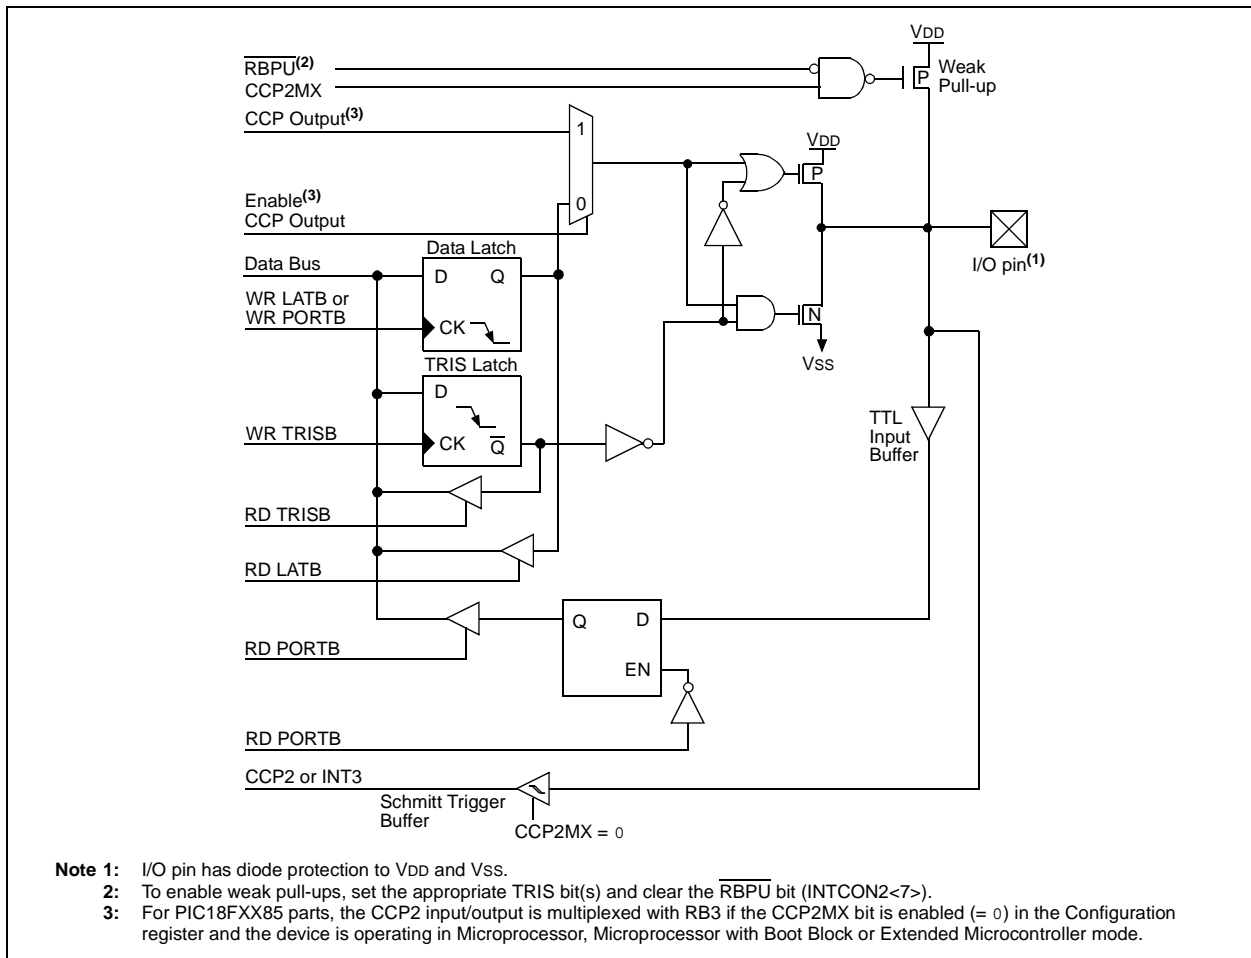 VDD
RBPU(2)
CCP2MX
P
Weak
Pull-up
CCP Output(3)
1
VDD
P
Enable(3)
CCP Output
0
I/O pin(1)
Data Bus
Data Latch
D Q
WR LATB or
WR PORTB
CK
N
VSS
TRIS Latch
D
WR TRISB
CK Q
TTL
Input
Buffer
RD TRISB
RD LATB
Q D
EN
RD PORTB
RD PORTB
CCP2 or INT3
Schmitt Trigger
Buffer
CCP2MX = 0
Note 1: I/O pin has diode protection to VDD and VSS.
2: To enable weak pull-ups, set the appropriate TRIS bit(s) and clear the RBPU bit (INTCON2<7>).
3: For PIC18FXX85 parts, the CCP2 input/output is multiplexed with RB3 if the CCP2MX bit is enabled (= 0) in the Configuration
register and the device is operating in Microprocessor, Microprocessor with Boot Block or Extended Microcontroller mode.